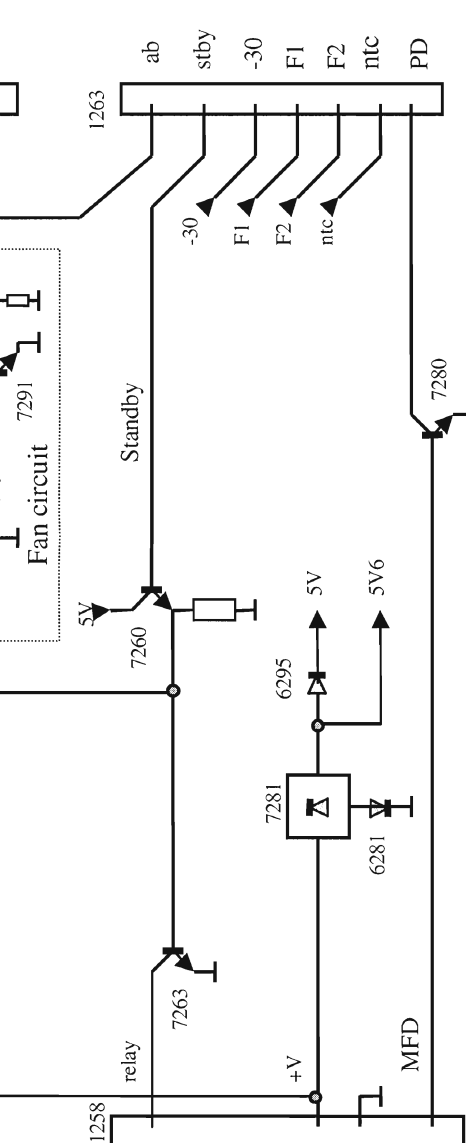 ab
stby
-30
F1
F2
ntc
PD
1263
-30
F1
F2
ntc
7280
7291
Fan circuit
Standby
5V
7260
5V
5V6
6295
7281
6281
7263
relay
+V
MFD
1258